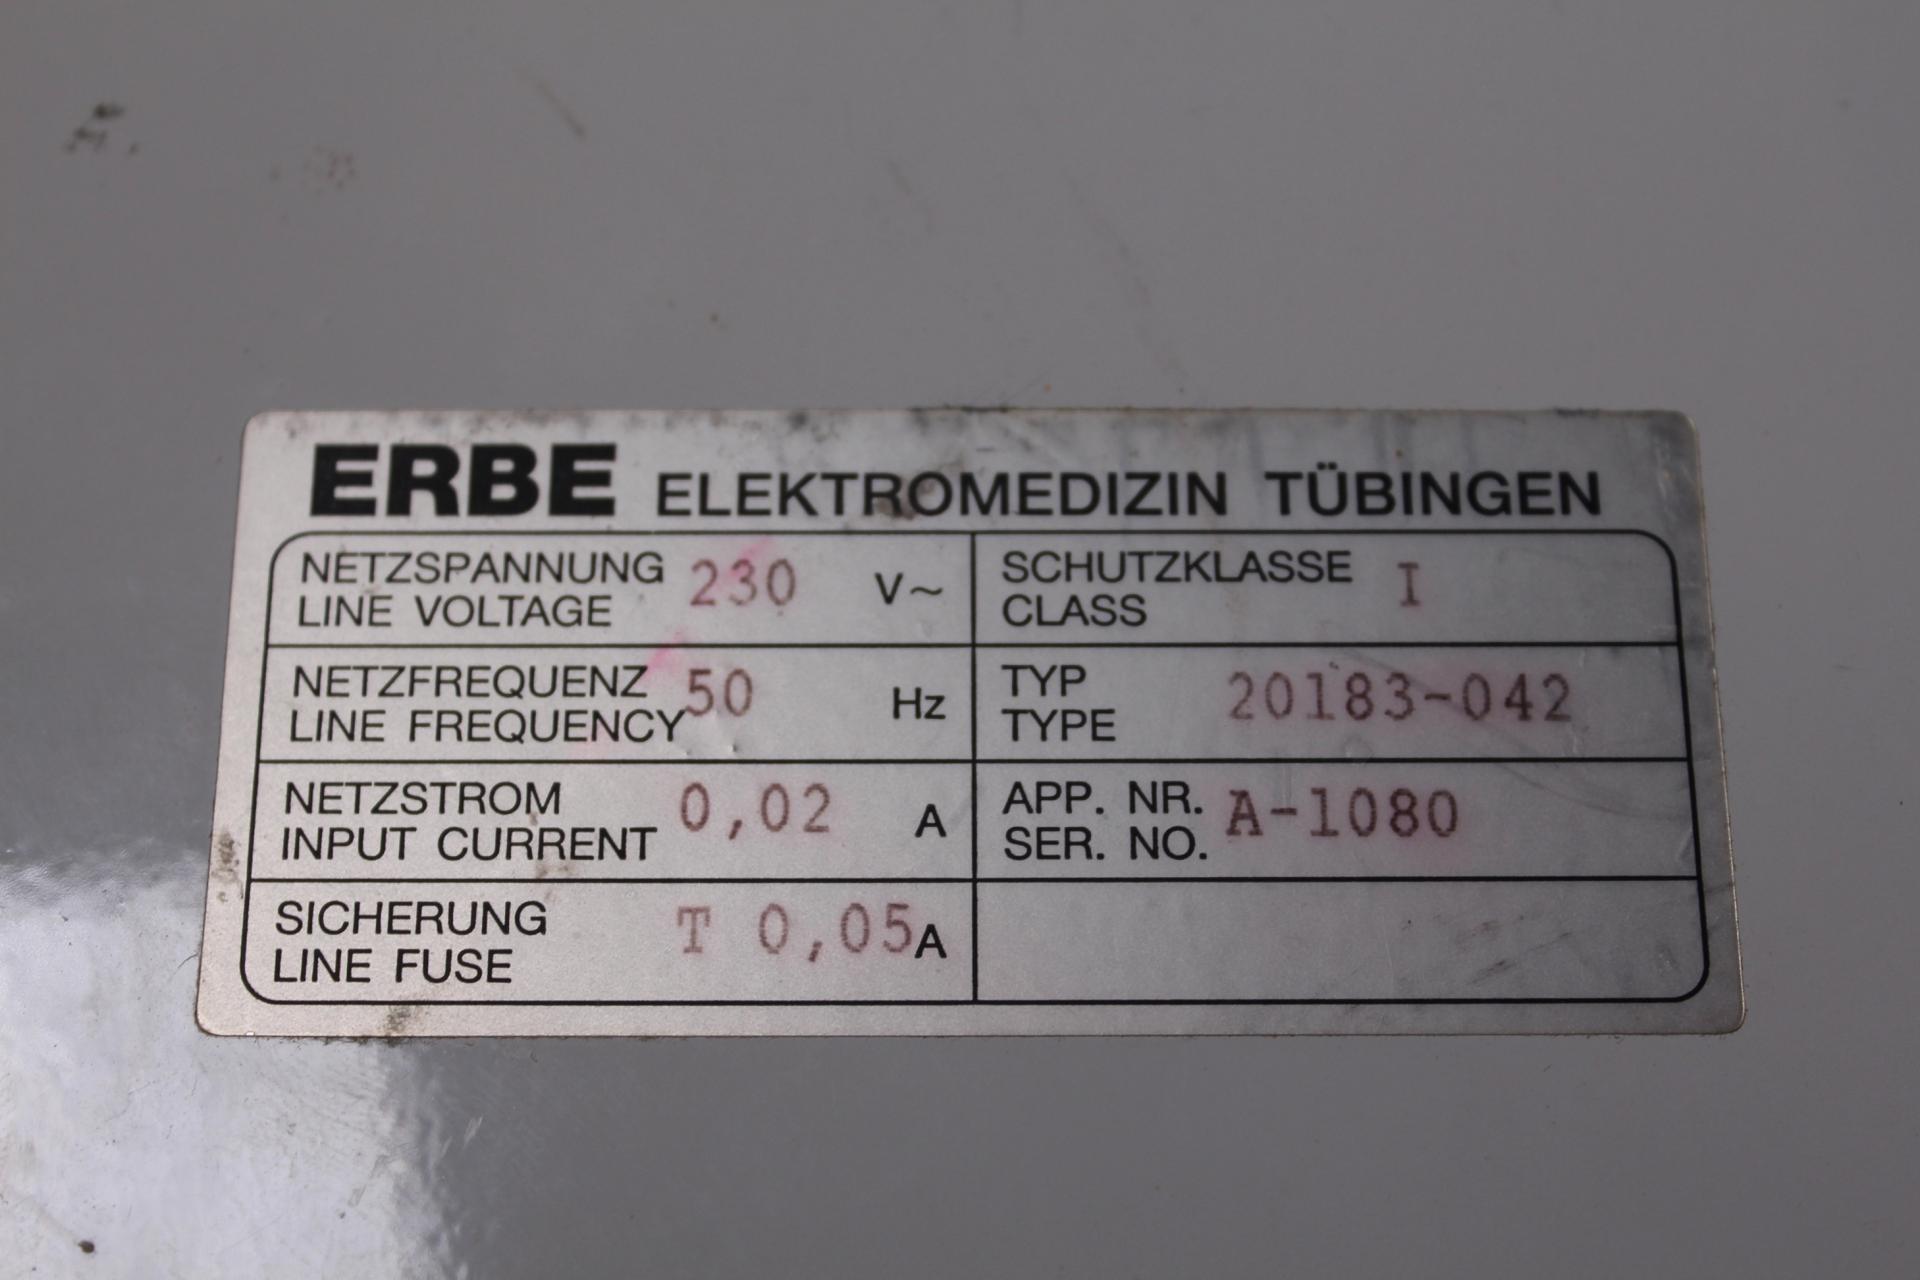 ERBE ELEKTROMEDIZIN TÜBINGEN
NETZSPANNUNG
LINE VOLTAGE
230 V~
SCHUTZKLASSE
CLASS
I
NETZFREQUENZ
LINE FREQUENCY
50 Hz
TYP
TYPE
20183-042
NETZSTROM
INPUT CURRENT
0,02 A
APP. NR.
SER. NO.
A-1080
SICHERUNG
LINE FUSE
T 0,05 A